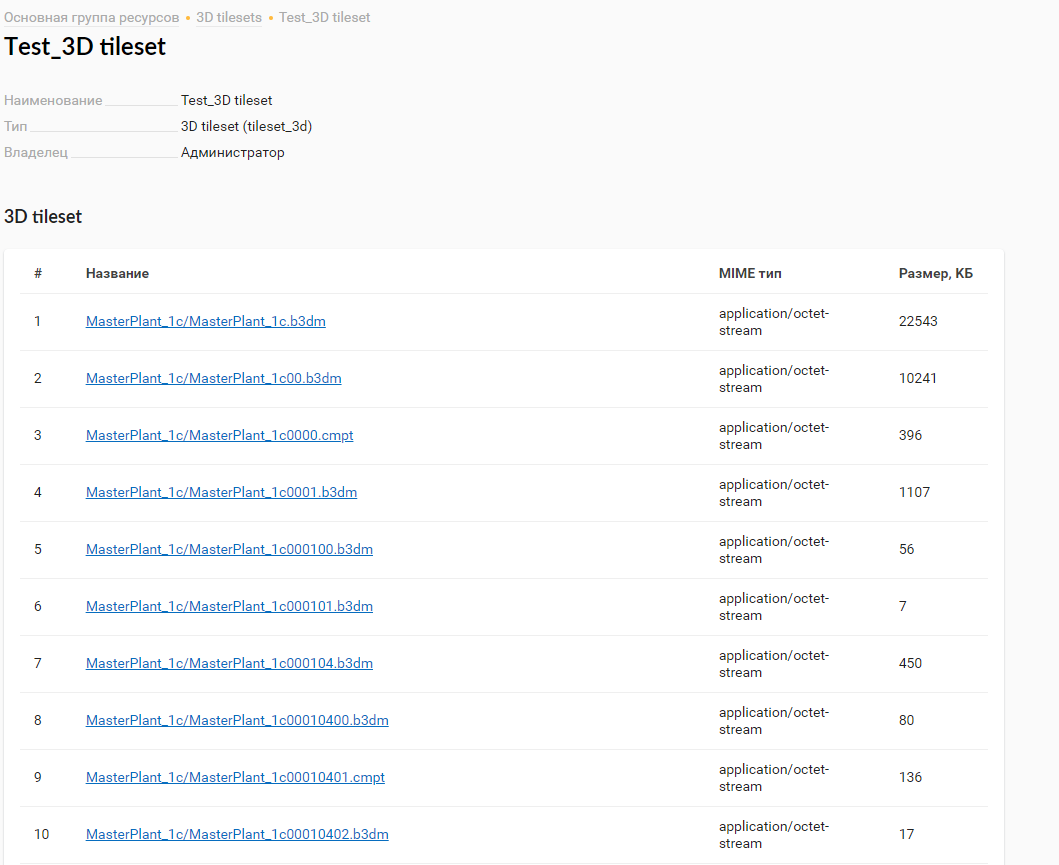 Основная группа ресурсов • 3D tilesets • Test_3D tileset
Test_3D tileset
Наименование Test_3D tileset
Тип 3D tileset (tileset_3d)
Владелец Администратор
3D tileset
# Название MIME тип Размер, КБ
1 MasterPlant_1c/MasterPlant_1c.b3dm application/octet-
stream 22543
2 MasterPlant_1c/MasterPlant_1c00.b3dm application/octet-
stream 10241
3 MasterPlant_1c/MasterPlant_1c0000.cmpt application/octet-
stream 396
4 MasterPlant_1c/MasterPlant_1c0001.b3dm application/octet-
stream 1107
5 MasterPlant_1c/MasterPlant_1c000100.b3dm application/octet-
stream 56
6 MasterPlant_1c/MasterPlant_1c000101.b3dm application/octet-
stream 7
7 MasterPlant_1c/MasterPlant_1c000104.b3dm application/octet-
stream 450
8 MasterPlant_1c/MasterPlant_1c00010400.b3dm application/octet-
stream 80
9 MasterPlant_1c/MasterPlant_1c00010401.cmpt application/octet-
stream 136
10 MasterPlant_1c/MasterPlant_1c00010402.b3dm application/octet-
stream 17